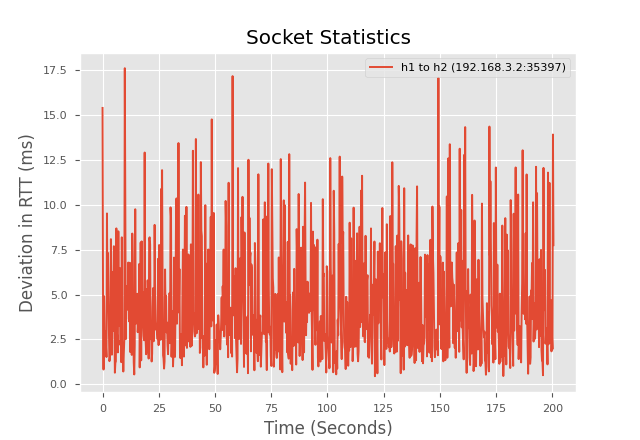 Socket Statistics
h1 to h2 (192.168.3.2:35397)
Deviation in RTT (ms)
17.5
15.0
12.5
10.0
7.5
5.0
2.5
0.0
0 25 50 75 100 125 150 175 200
Time (Seconds)